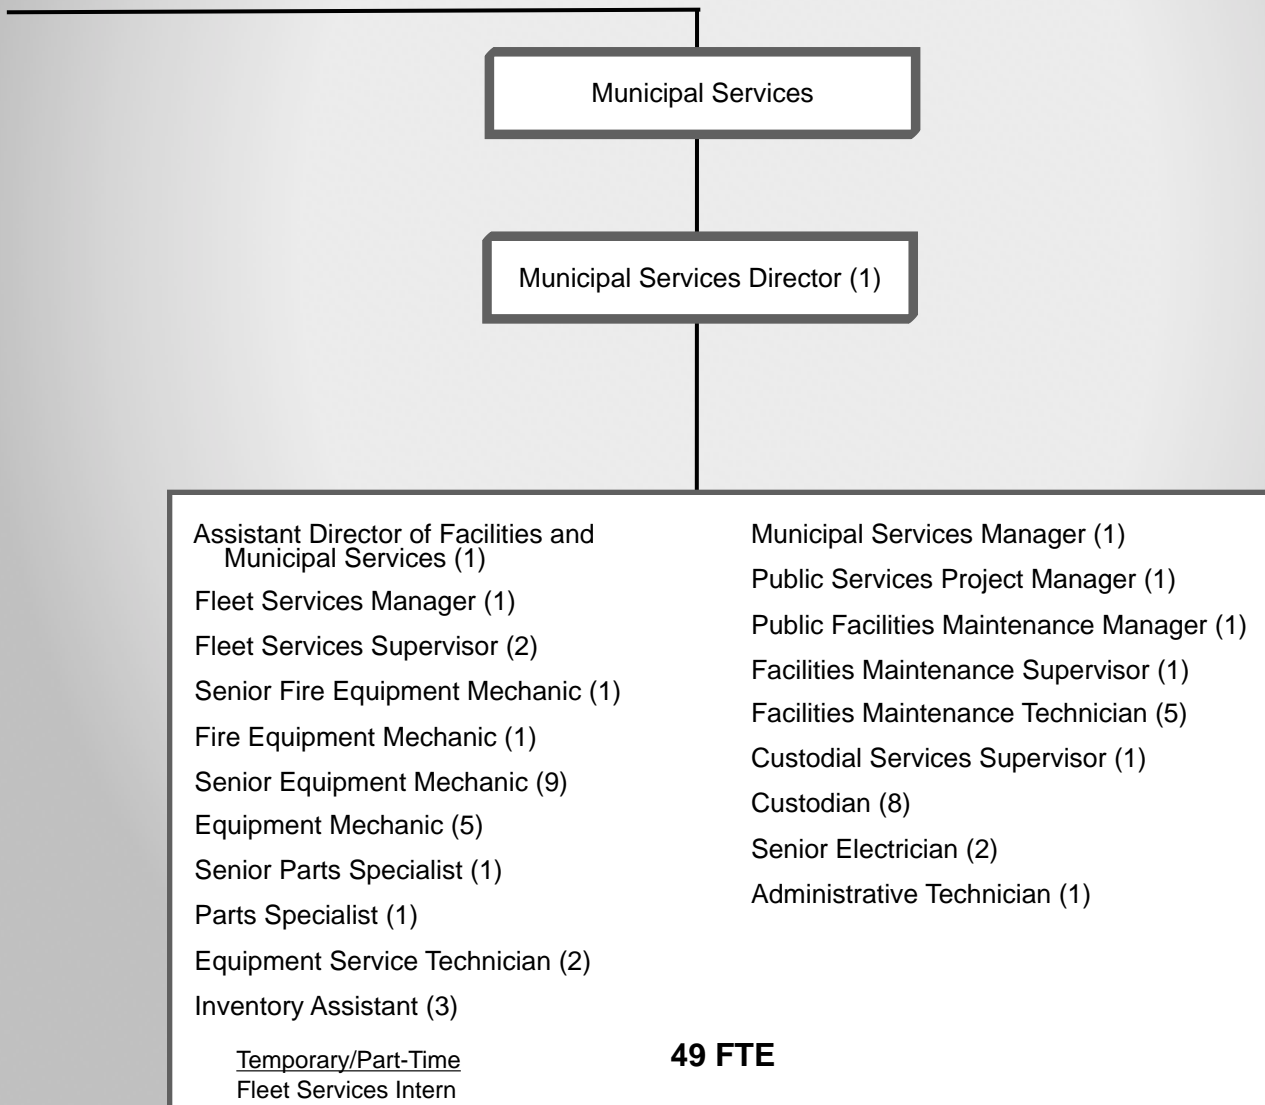 Municipal Services
Municipal Services Director (1)
Assistant Director of Facilities and
Municipal Services (1)
Fleet Services Manager (1)
Fleet Services Supervisor (2)
Senior Fire Equipment Mechanic (1)
Fire Equipment Mechanic (1)
Senior Equipment Mechanic (9)
Equipment Mechanic (5)
Senior Parts Specialist (1)
Parts Specialist (1)
Equipment Service Technician (2)
Inventory Assistant (3)
Temporary/Part-Time
Fleet Services Intern
Municipal Services Manager (1)
Public Services Project Manager (1)
Public Facilities Maintenance Manager (1)
Facilities Maintenance Supervisor (1)
Facilities Maintenance Technician (5)
Custodial Services Supervisor (1)
Custodian (8)
Senior Electrician (2)
Administrative Technician (1)
49 FTE